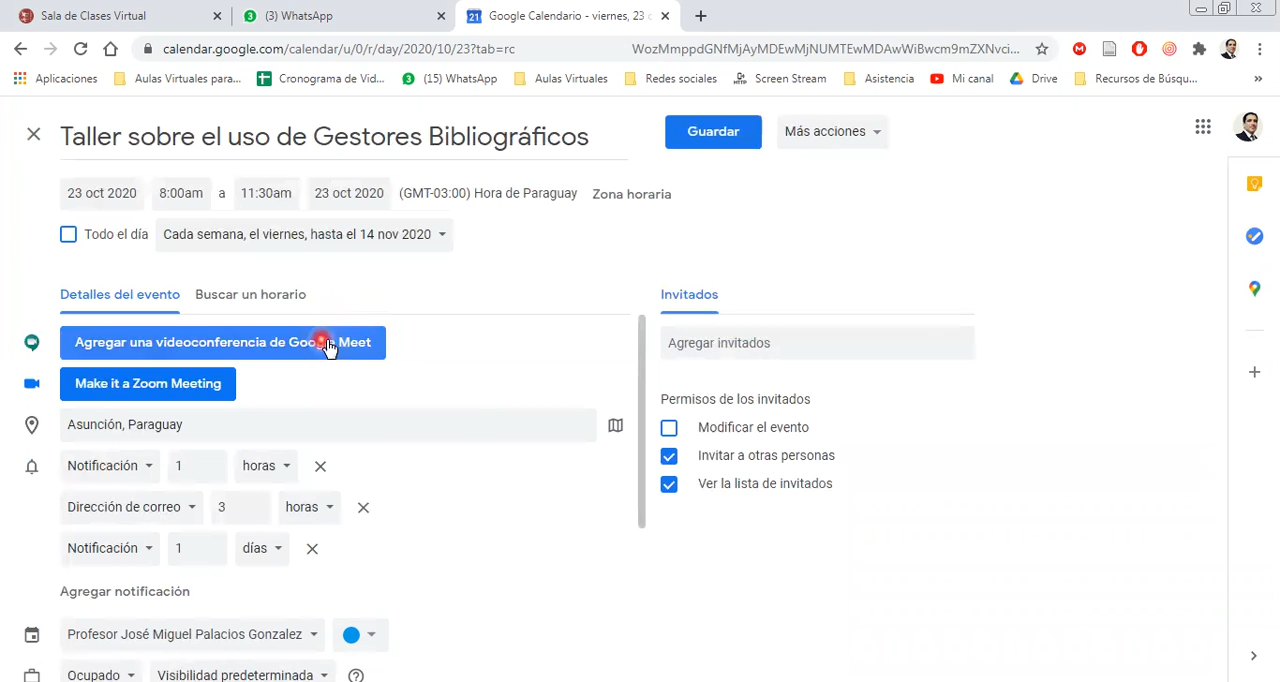 Sala de Clases Virtual
(3) WhatsApp
Google Calendario - viernes, 23 o
calendar.google.com/calendar/u/0/r/day/2020/10/23?tab=rc
WozMmppdGNfMjAyMDEwMjNUMTEwMDAwWiBwcm9mZXNvci...
Aplicaciones
Aulas Virtuales para...
Cronograma de Vid...
(15) WhatsApp
Aulas Virtuales
Redes sociales
Screen Stream
Asistencia
Mi canal
Drive
Recursos de Búsqu...
Taller sobre el uso de Gestores Bibliográficos
Guardar
Más acciones
23 oct 2020 8:00am a 11:30am 23 oct 2020 (GMT-03:00) Hora de Paraguay Zona horaria
Todo el día Cada semana, el viernes, hasta el 14 nov 2020
Detalles del evento Buscar un horario
Agregar una videoconferencia de Google Meet
Make it a Zoom Meeting
Asunción, Paraguay
Notificación 1 horas
Dirección de correo 3 horas
Notificación 1 días
Agregar notificación
Profesor José Miguel Palacios Gonzalez
Ocupado Visibilidad predeterminada
Invitados
Agregar invitados
Permisos de los invitados
Modificar el evento
Invitar a otras personas
Ver la lista de invitados